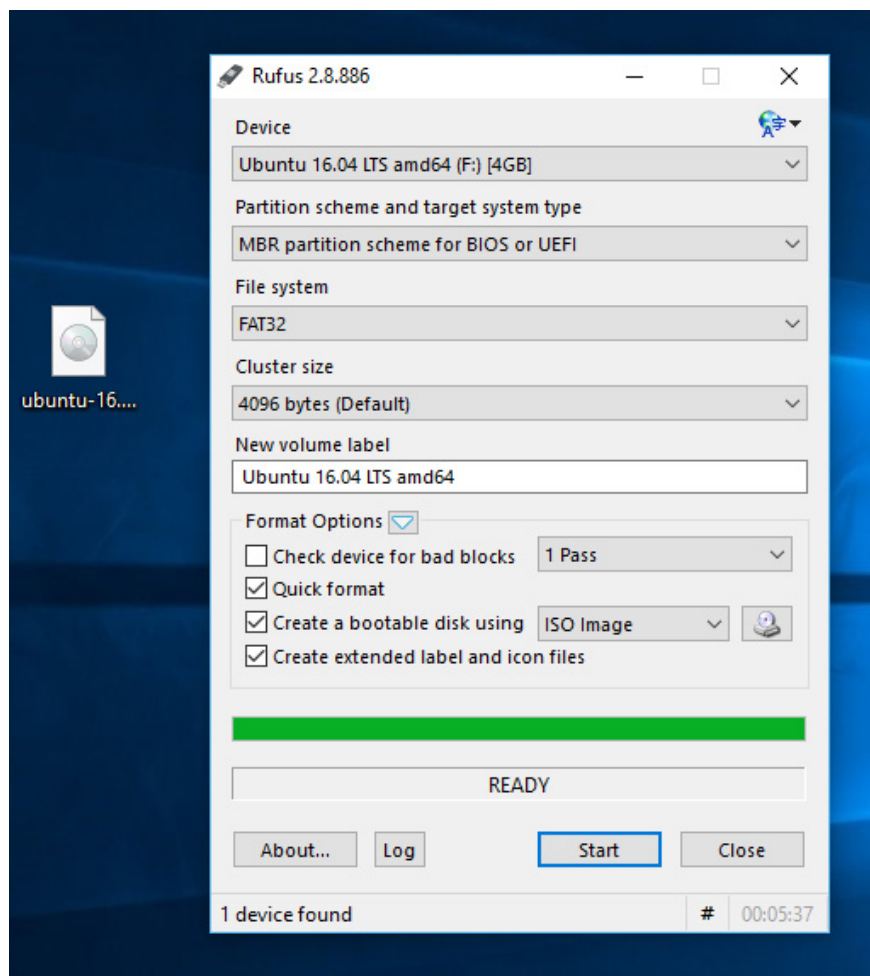 Rufus 2.8.886
Device
Ubuntu 16.04 LTS amd64 (F:) [4GB]
Partition scheme and target system type
MBR partition scheme for BIOS or UEFI
File system
FAT32
ubuntu-16....
Cluster size
4096 bytes (Default)
New volume label
Ubuntu 16.04 LTS amd64
Format Options
Check device for bad blocks 1 Pass
Quick format
Create a bootable disk using ISO Image
Create extended label and icon files
READY
About... Log Start Close
1 device found # 00:05:37